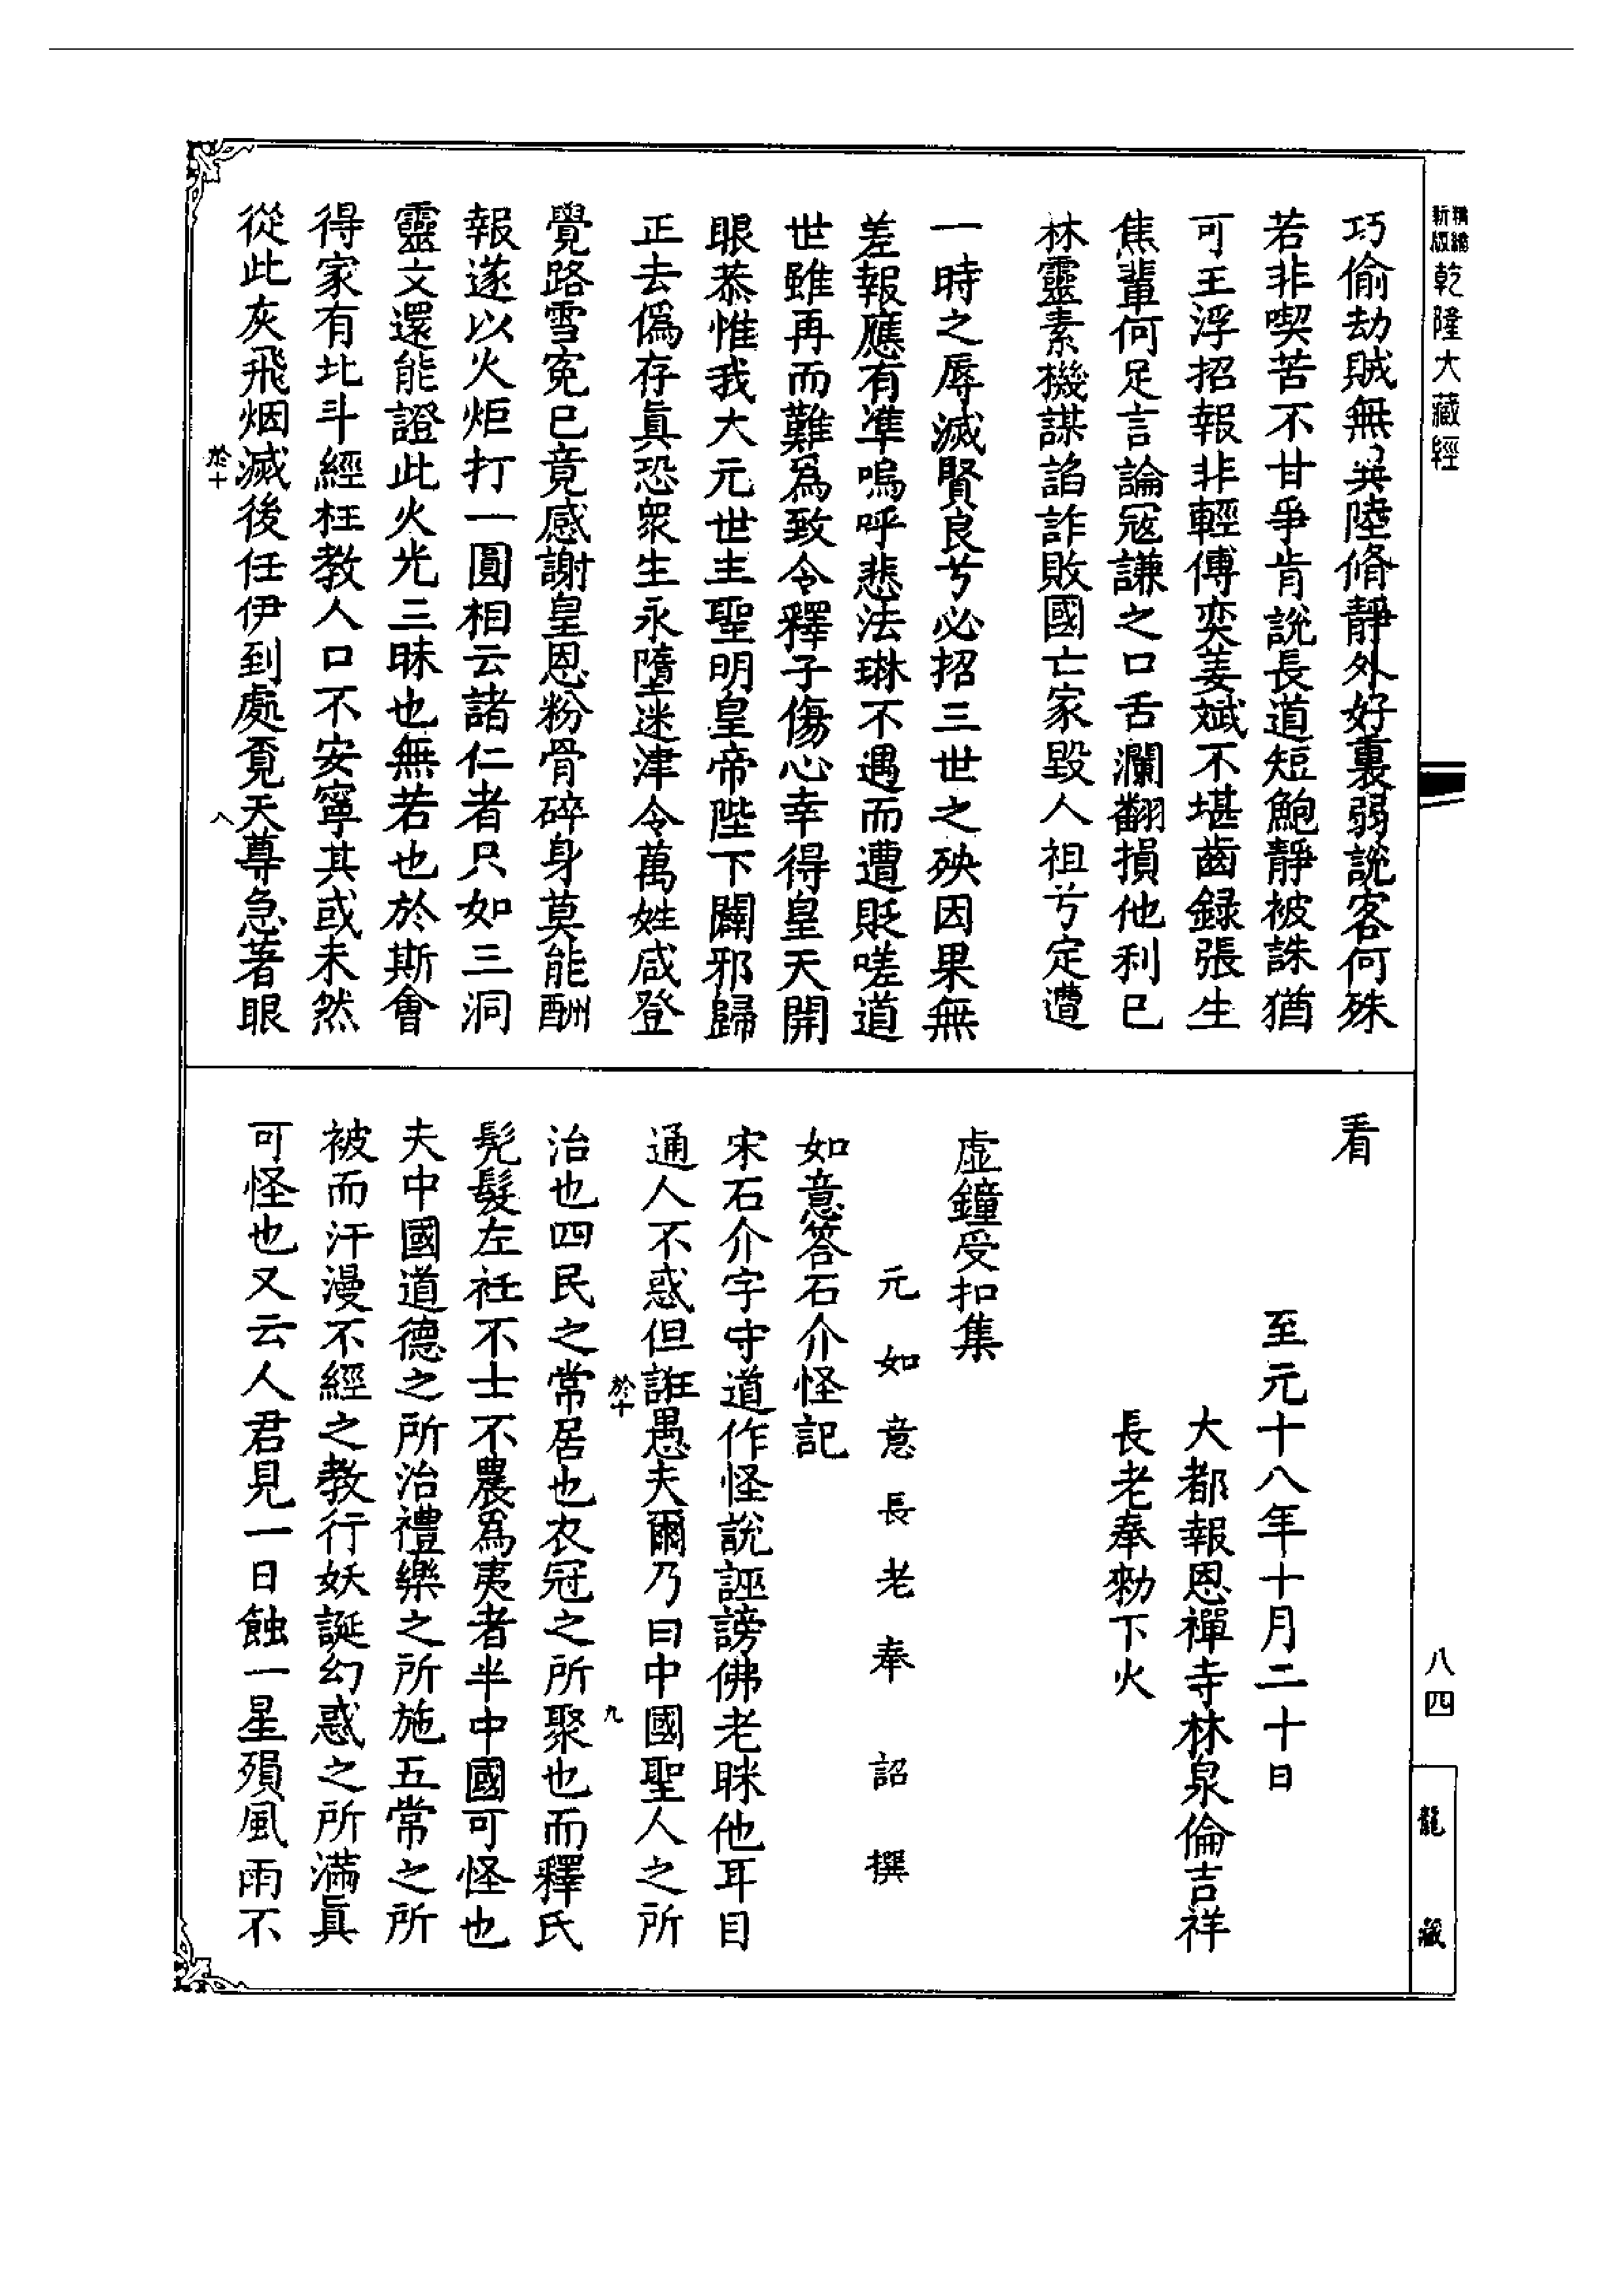 精繕
新版
乾隆大藏經
巧偷劫賊無異陸脩靜外好裏弱說客何殊
若非喫苦不甘爭肯說長道短鮑靜被誅猶
可王浮招報非輕傅奕姜斌不堪齒録張生
焦輩何足言論冦謙之口舌瀾翻損他利已
林靈素機謀諂詐敗國亡家毀人祖兮定遭
一時之辱滅賢良兮必招三世之殃因果無
差報應有準嗚呼悲法琳不遇而遭貶嗟道
世雖再而難爲致令釋子傷心幸得皇天開
眼恭惟我大元世主聖明皇帝陛下闢邪歸
正去僞存眞恐衆生永墮迷津令萬姓咸登
覺路雪寃已竟感謝皇恩粉骨碎身莫能酬
報遂以火炬打一圓相云諸仁者只如三洞
靈文還能證此火光三昧也無若也於斯會
得家有北斗經枉教人口不安寧其或未然
從此灰飛烟滅後任伊到處覔天尊急著眼
於十
八
看
至元十八年十月二十日
大都報恩禪寺林泉倫吉祥
長老奉勑下火
虛鐘受扣集
元如意長老奉詔撰
如意答石介怪記
宋石介字守道作怪說誣謗佛老眯他耳目
通人不惑但誑愚夫爾乃曰中國聖人之所
於十
九
治也四民之常居也衣冠之所聚也而釋氏
髡髮左衽不士不農爲夷者半中國可怪也
夫中國道德之所治禮樂之所施五常之所
被而汗漫不經之教行妖誕幻惑之所滿眞
可怪也又云人君見一日蝕一星殞風雨不
八四
龍藏